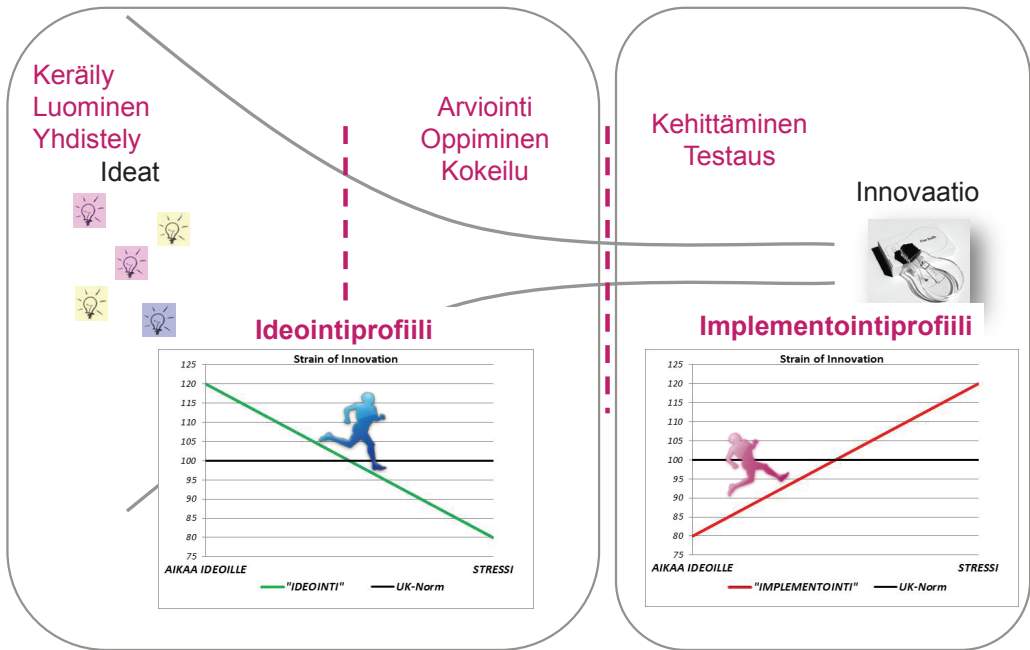 Keräily
Luominen
Yhdistely
Ideat
Arviointi
Oppiminen
Kokeilu
Kehittäminen
Testaus
Innovaatio
Ideointiprofiili
Strain of Innovation
125
120
115
110
105
100
95
90
85
80
75
AIKAA IDEOILLE STRESSI
"IDEOINTI" UK-Norm
Implementointiprofiili
Strain of Innovation
125
120
115
110
105
100
95
90
85
80
75
AIKAA IDEOILLE STRESSI
"IMPLEMENTOINTI" UK-Norm